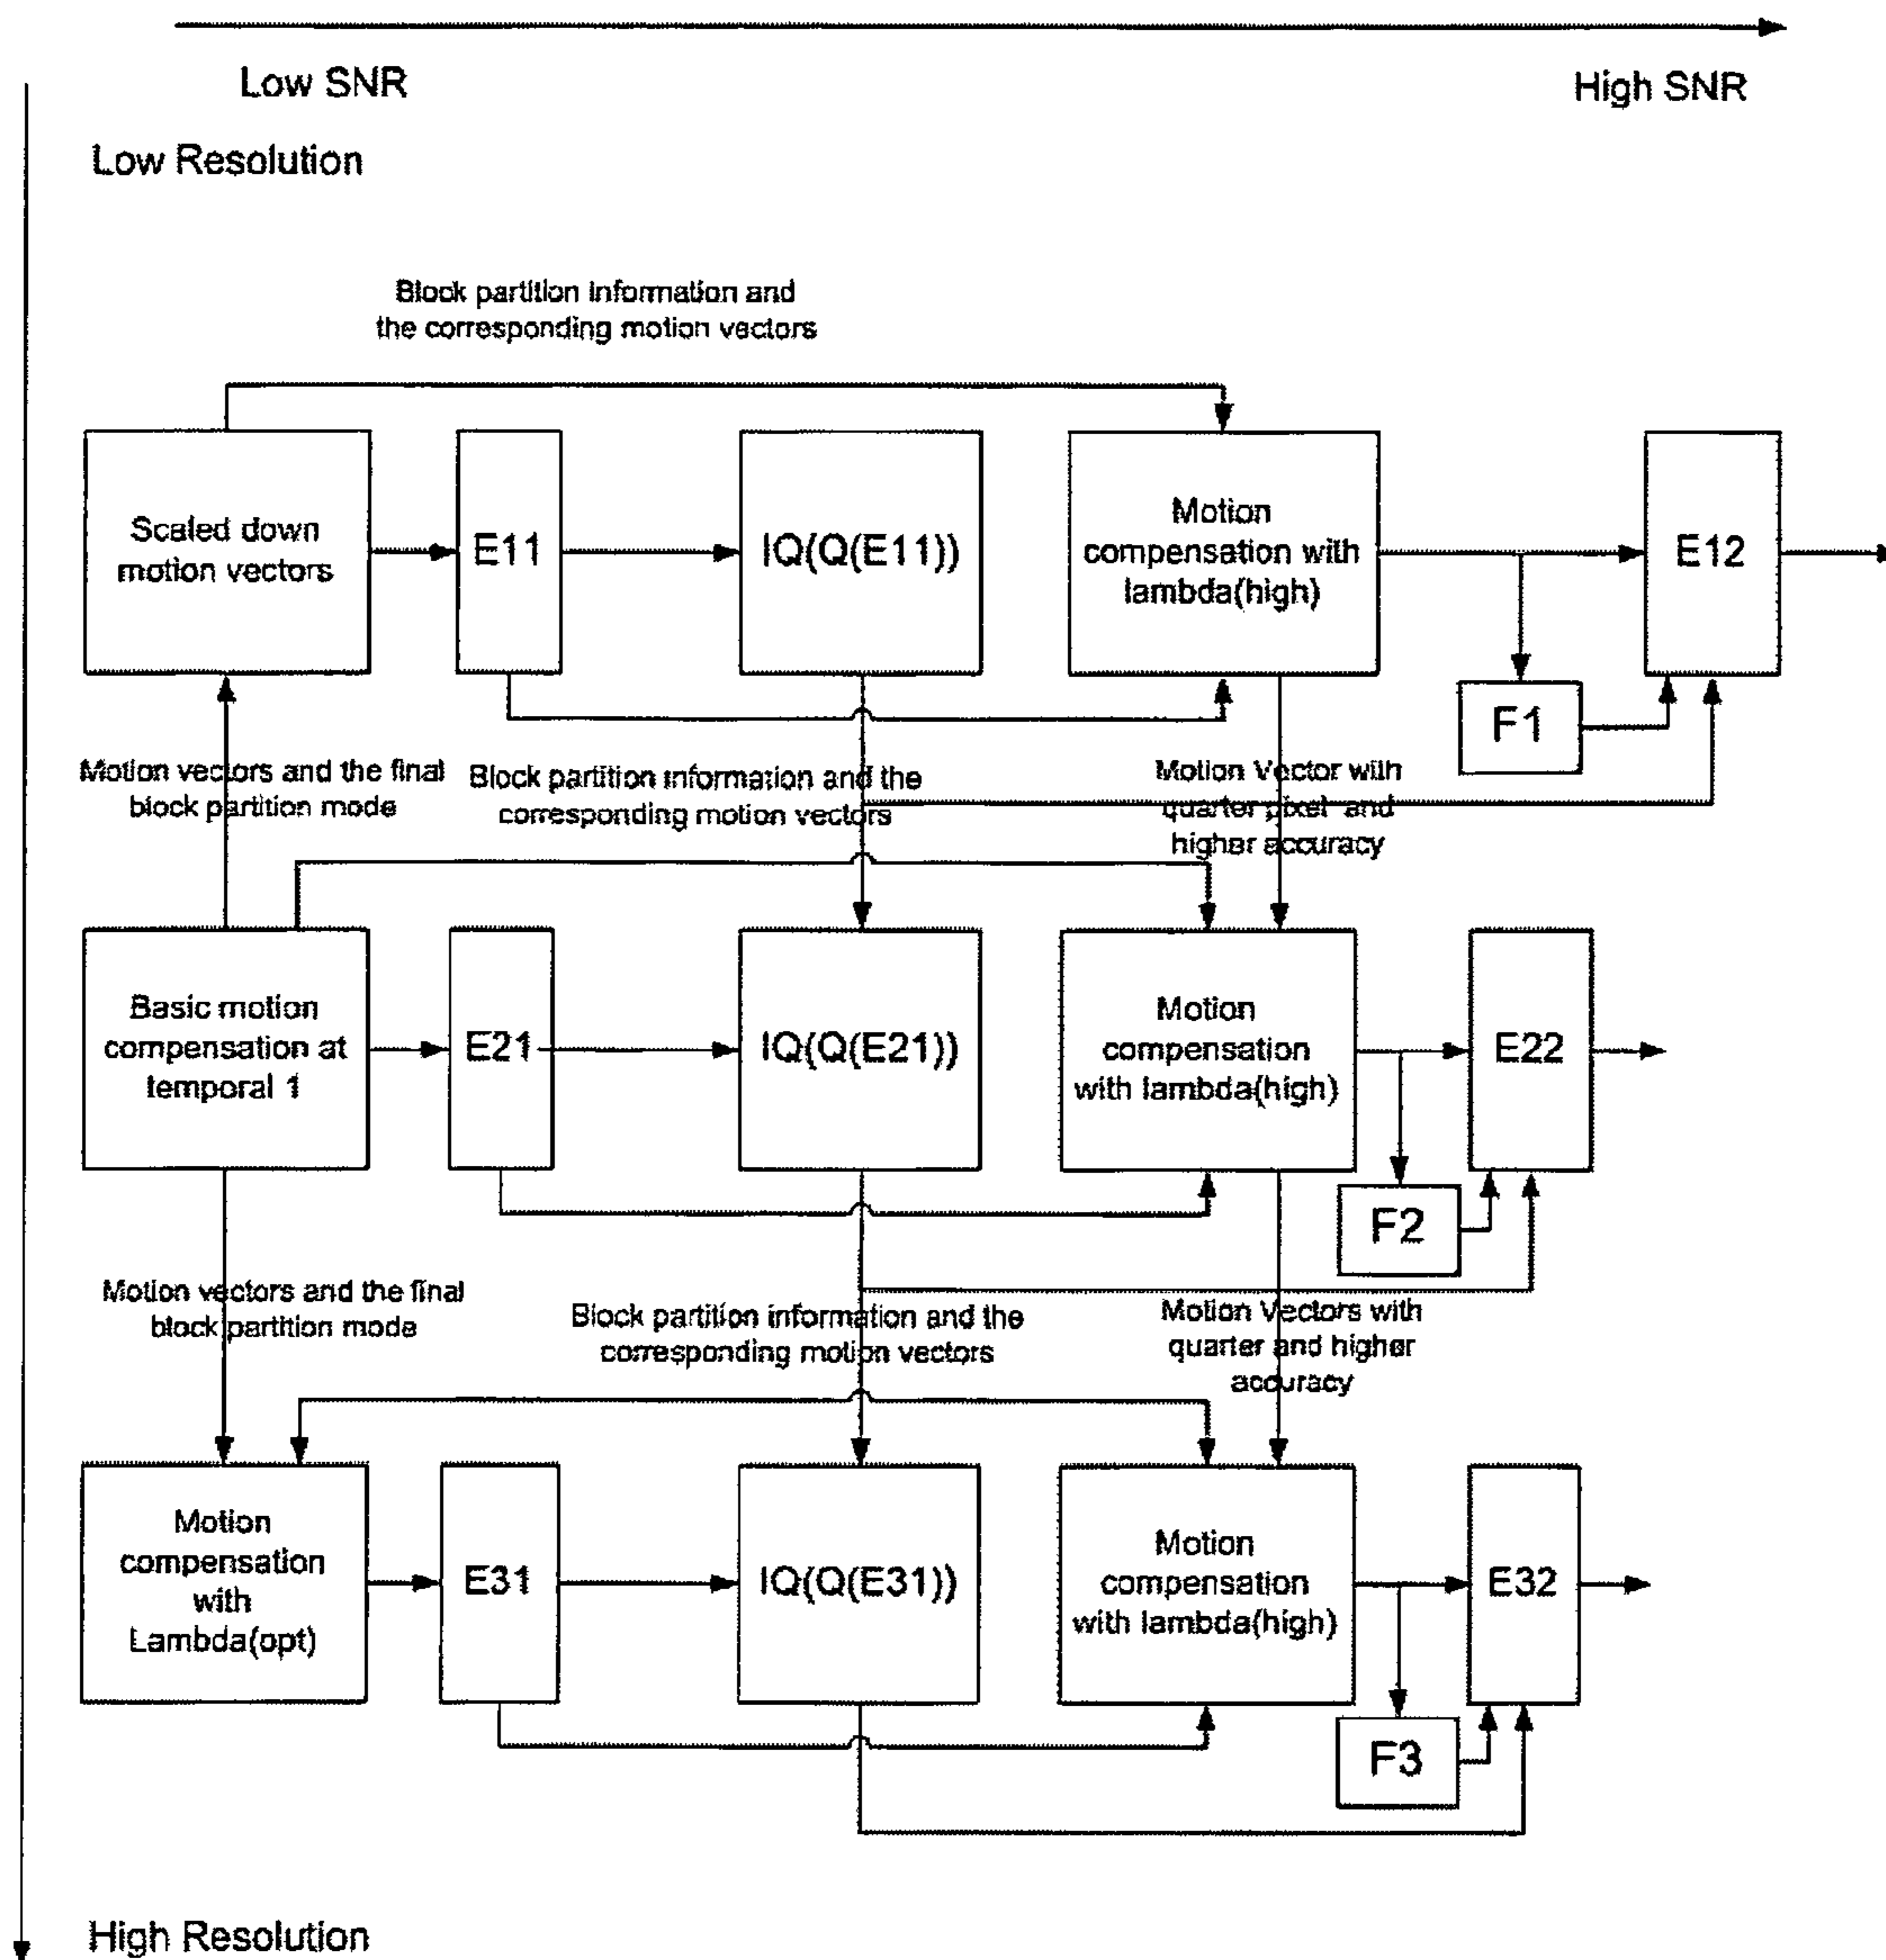 Low SNR
High SNR
Low Resolution
Block partition information and
the corresponding motion vectors
Scaled down
motion vectors
E11
IQ(Q(E11))
Motion
compensation with
lambda(high)
E12
F1
Motion vectors and the final
block partition mode
Block partition information and the
corresponding motion vectors
Motion Vector with
quarter pixel and
higher accuracy
Basic motion
compensation at
temporal 1
E21
IQ(Q(E21))
Motion
compensation
with lambda(high)
E22
F2
Motion vectors and the final
block partition mode
Block partition information and the
corresponding motion vectors
Motion Vectors with
quarter and higher
accuracy
Motion
compensation
with
Lambda(opt)
E31
IQ(Q(E31))
Motion
compensation
with lambda(high)
E32
F3
High Resolution